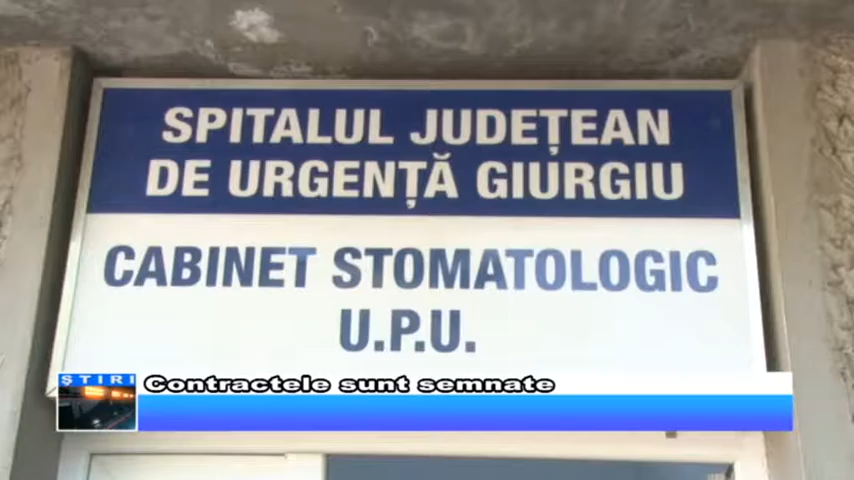 SPITALUL JUDEȚEAN
DE URGENȚĂ GIURGIU
CABINET STOMATOLOGIC
U.P.U.
ȘTIRI
Contractele sunt semnate